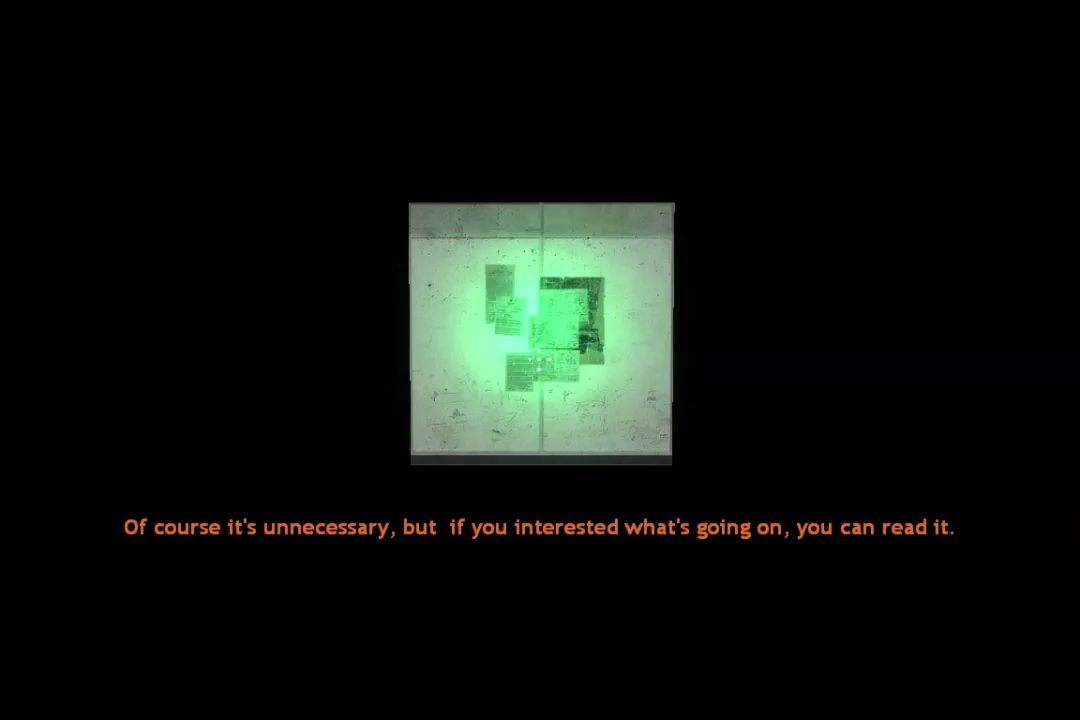 Of course it's unnecessary, but  if you interested what's going on, you can read it.